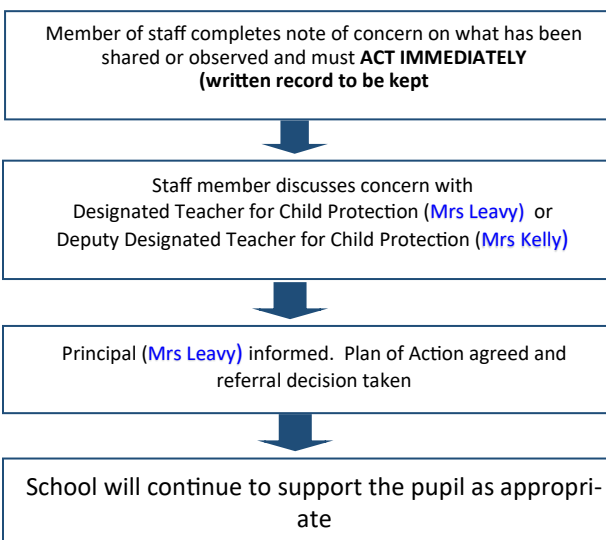 Member of staff completes note of concern on what has been
shared or observed and must ACT IMMEDIATELY
(written record to be kept
Staff member discusses concern with
Designated Teacher for Child Protection (Mrs Leavy) or
Deputy Designated Teacher for Child Protection (Mrs Kelly)
Principal (Mrs Leavy) informed. Plan of Action agreed and
referral decision taken
School will continue to support the pupil as appropri-
ate